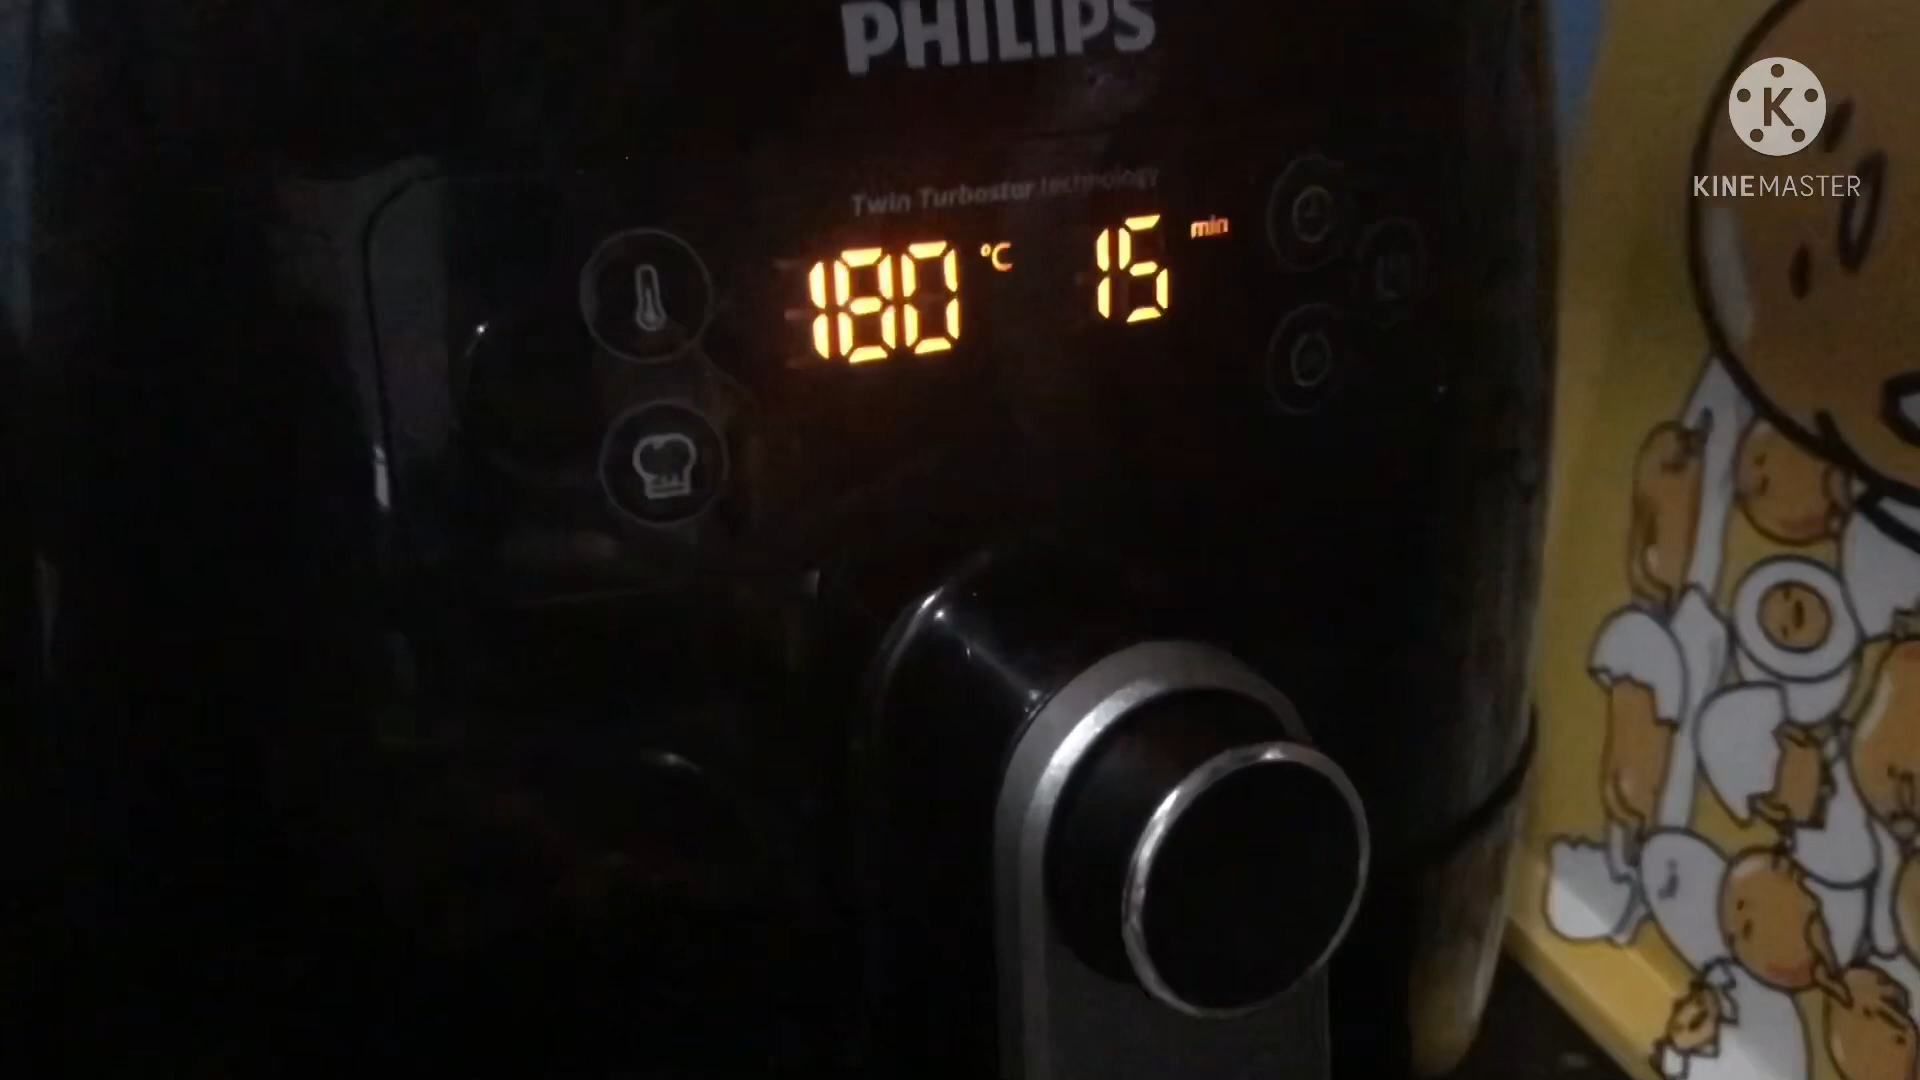 PHILIPS
Twin Turbostar technology
180 °C 15 min
K
KINEMASTER